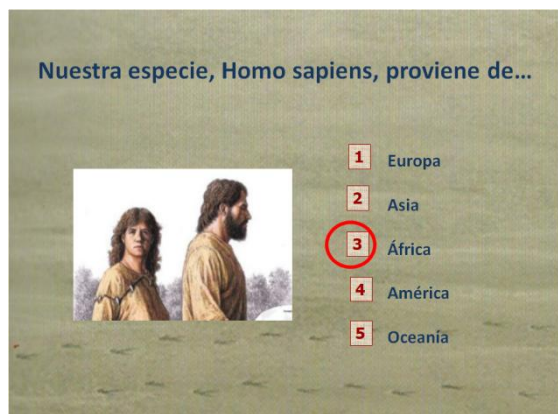 Nuestra especie, Homo sapiens, proviene de...
1 Europa
2 Asia
3 África
4 América
5 Oceanía